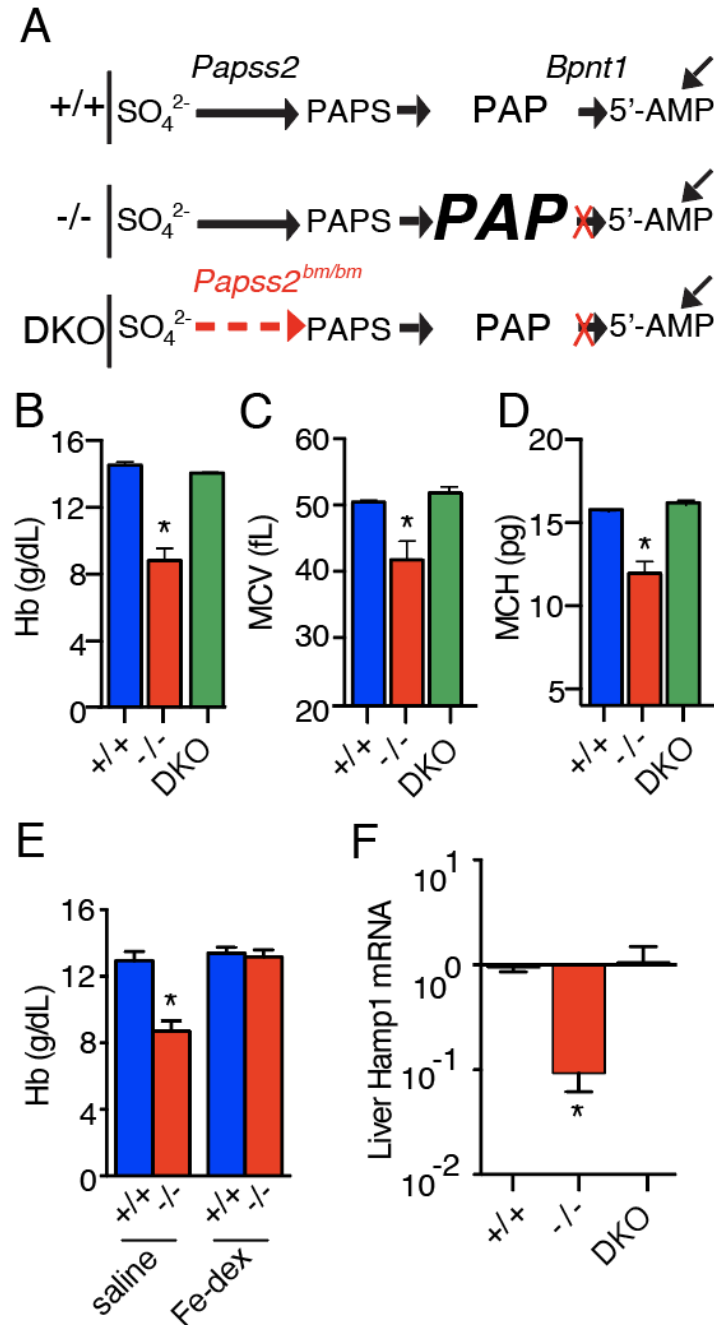 A
Papss2 Bpnt1
+/+ SO₄²⁻ PAPS PAP 5'-AMP
-/- SO₄²⁻ PAPS PAP 5'-AMP
Papss2^bm/bm
DKO SO₄²⁻ PAPS PAP 5'-AMP
B
Hb (g/dL)
16
12
8
4
0
+/+ -/- DKO
*
C
MCV (fL)
60
50
40
30
20
+/+ -/- DKO
*
D
MCH (pg)
20
15
10
5
+/+ -/- DKO
*
E
Hb (g/dL)
16
12
8
4
0
*
+/+ -/- +/+ -/-
saline Fe-dex
F
Liver Hamp1 mRNA
10¹
10⁰
10⁻¹
10⁻²
*
+/+ -/- DKO